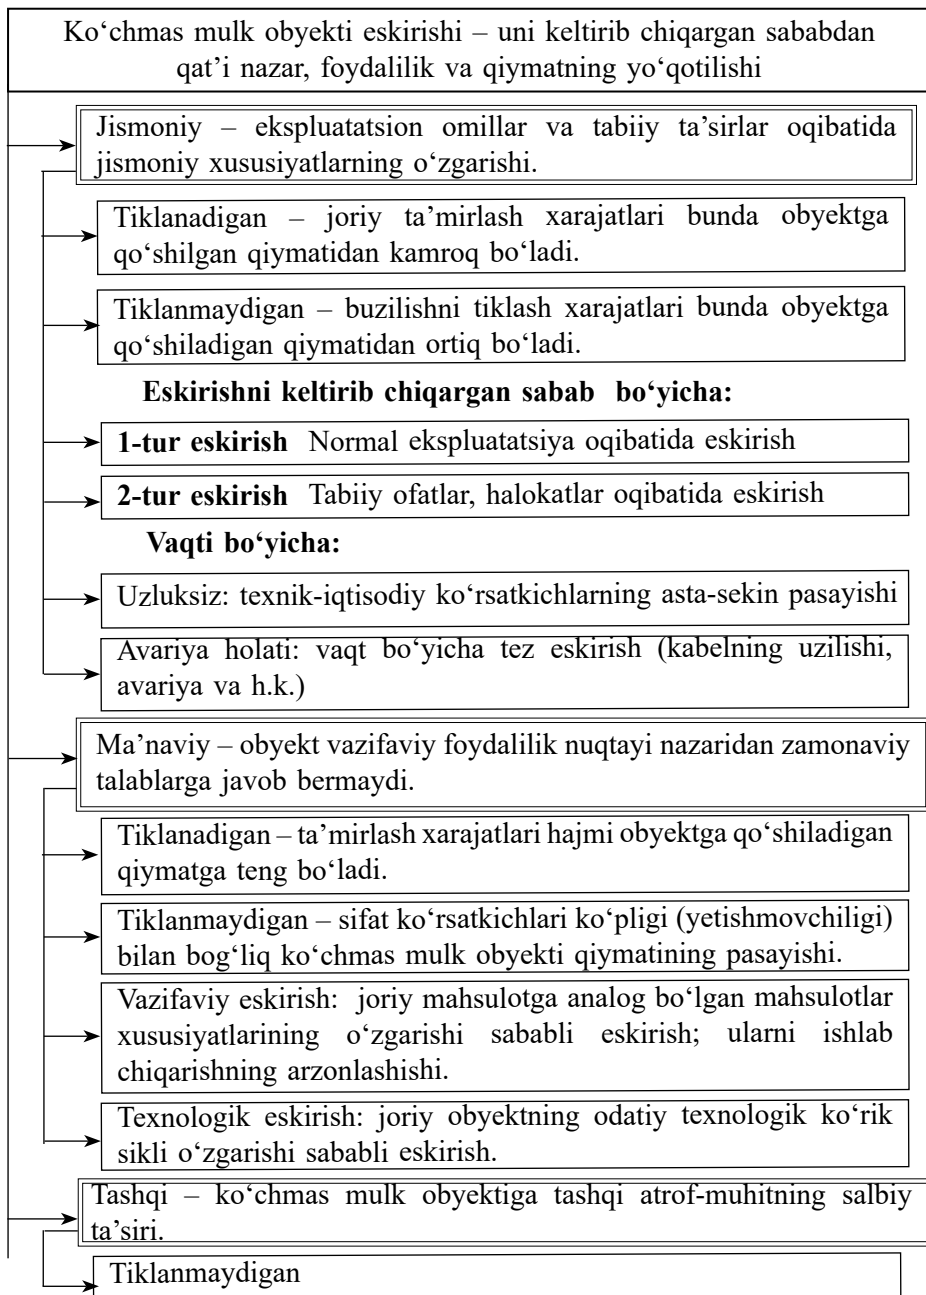 Ko‘chmas mulk obyekti eskirishi – uni keltirib chiqargan sababdan
qat’i nazar, foydalilik va qiymatning yo‘qotilishi
Jismoniy – ekspluatatsion omillar va tabiiy ta’sirlar oqibatida
jismoniy xususiyatlarning o‘zgarishi.
Tiklanadigan – joriy ta’mirlash xarajatlari bunda obyektga
qo‘shilgan qiymatidan kamroq bo‘ladi.
Tiklanmaydigan – buzilishni tiklash xarajatlari bunda obyektga
qo‘shiladigan qiymatidan ortiq bo‘ladi.
Eskirishni keltirib chiqargan sabab bo‘yicha:
1-tur eskirish Normal ekspluatatsiya oqibatida eskirish
2-tur eskirish Tabiiy ofatlar, halokatlar oqibatida eskirish
Vaqti bo‘yicha:
Uzluksiz: texnik-iqtisodiy ko‘rsatkichlarning asta-sekin pasayishi
Avariya holati: vaqt bo‘yicha tez eskirish (kabelning uzilishi,
avariya va h.k.)
Ma’naviy – obyekt vazifaviy foydalilik nuqtayi nazaridan zamonaviy
talablarga javob bermaydi.
Tiklanadigan – ta’mirlash xarajatlari hajmi obyektga qo‘shiladigan
qiymatga teng bo‘ladi.
Tiklanmaydigan – sifat ko‘rsatkichlari ko‘pligi (yetishmovchiligi)
bilan bog‘liq ko‘chmas mulk obyekti qiymatining pasayishi.
Vazifaviy eskirish: joriy mahsulotga analog bo‘lgan mahsulotlar
xususiyatlarining o‘zgarishi sababli eskirish; ularni ishlab
chiqarishning arzonlashishi.
Texnologik eskirish: joriy obyektning odatiy texnologik ko‘rik
sikli o‘zgarishi sababli eskirish.
Tashqi – ko‘chmas mulk obyektiga tashqi atrof-muhitning salbiy
ta’siri.
Tiklanmaydigan